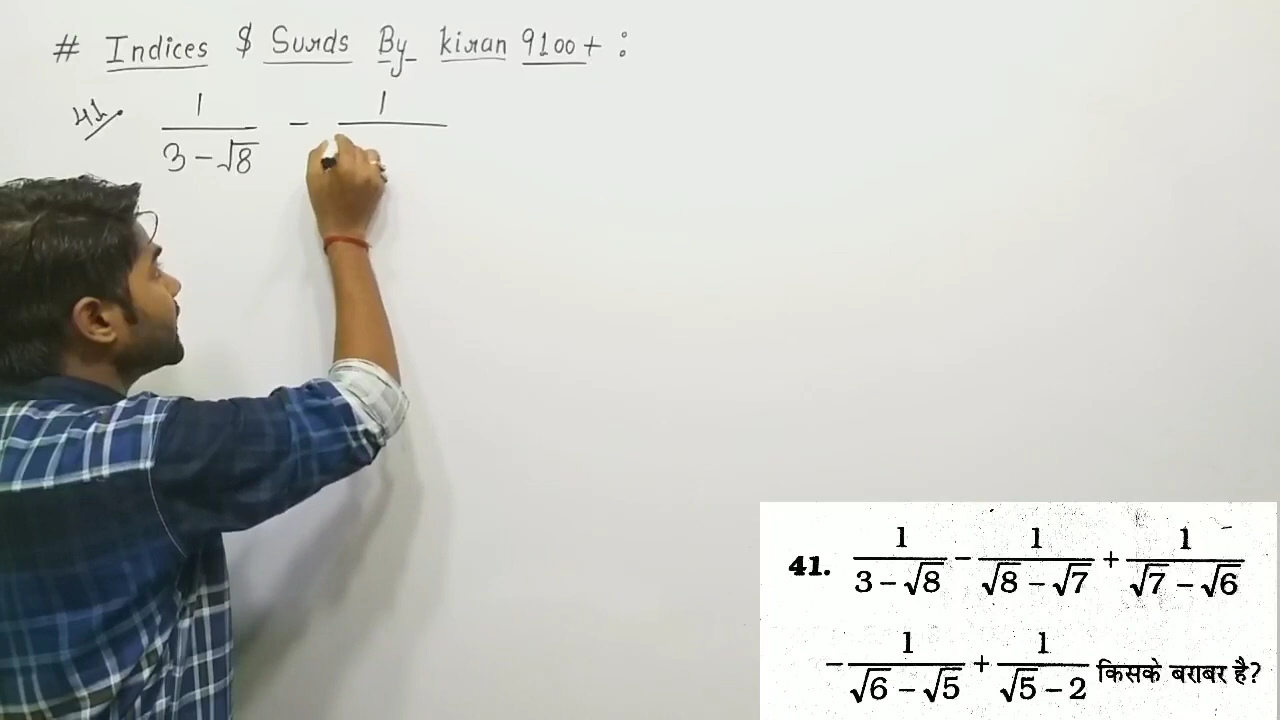 # Indices $ Surds By kiran 9100+ :
41. 1/(3-√8) - 1/
41. 1/(3-√8) - 1/(√8-√7) + 1/(√7-√6)
- 1/(√6-√5) + 1/(√5-2) किसके बराबर है?